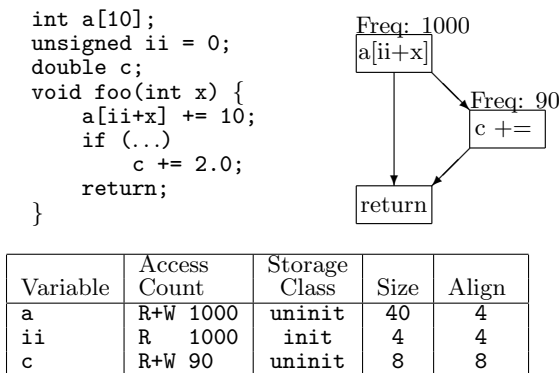 int a[10];
unsigned ii = 0;
double c;
void foo(int x) {
a[ii+x] += 10;
if (...)
c += 2.0;
return;
}
Freq: 1000
a[ii+x]
Freq: 90
c +=
return
Variable Access Count Storage Class Size Align
a R+W 1000 uninit 40 4
ii R 1000 init 4 4
c R+W 90 uninit 8 8